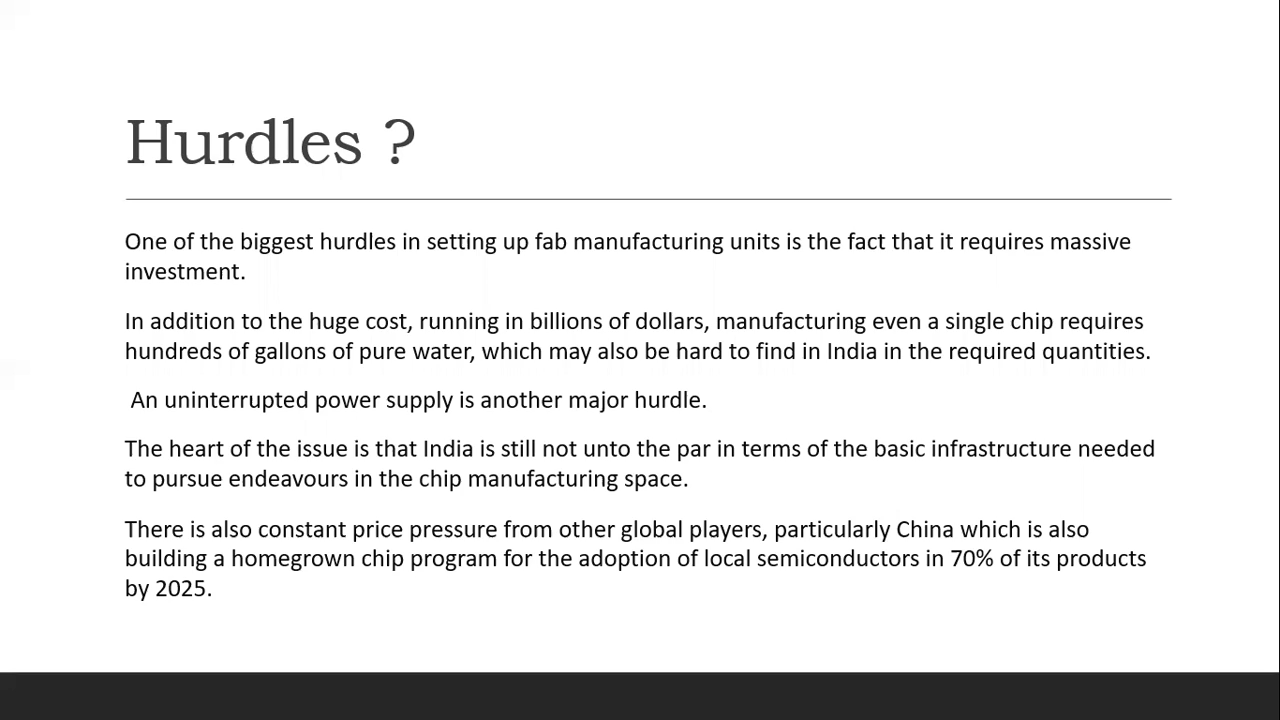 Hurdles ?
One of the biggest hurdles in setting up fab manufacturing units is the fact that it requires massive
investment.
In addition to the huge cost, running in billions of dollars, manufacturing even a single chip requires
hundreds of gallons of pure water, which may also be hard to find in India in the required quantities.
An uninterrupted power supply is another major hurdle.
The heart of the issue is that India is still not unto the par in terms of the basic infrastructure needed
to pursue endeavours in the chip manufacturing space.
There is also constant price pressure from other global players, particularly China which is also
building a homegrown chip program for the adoption of local semiconductors in 70% of its products
by 2025.